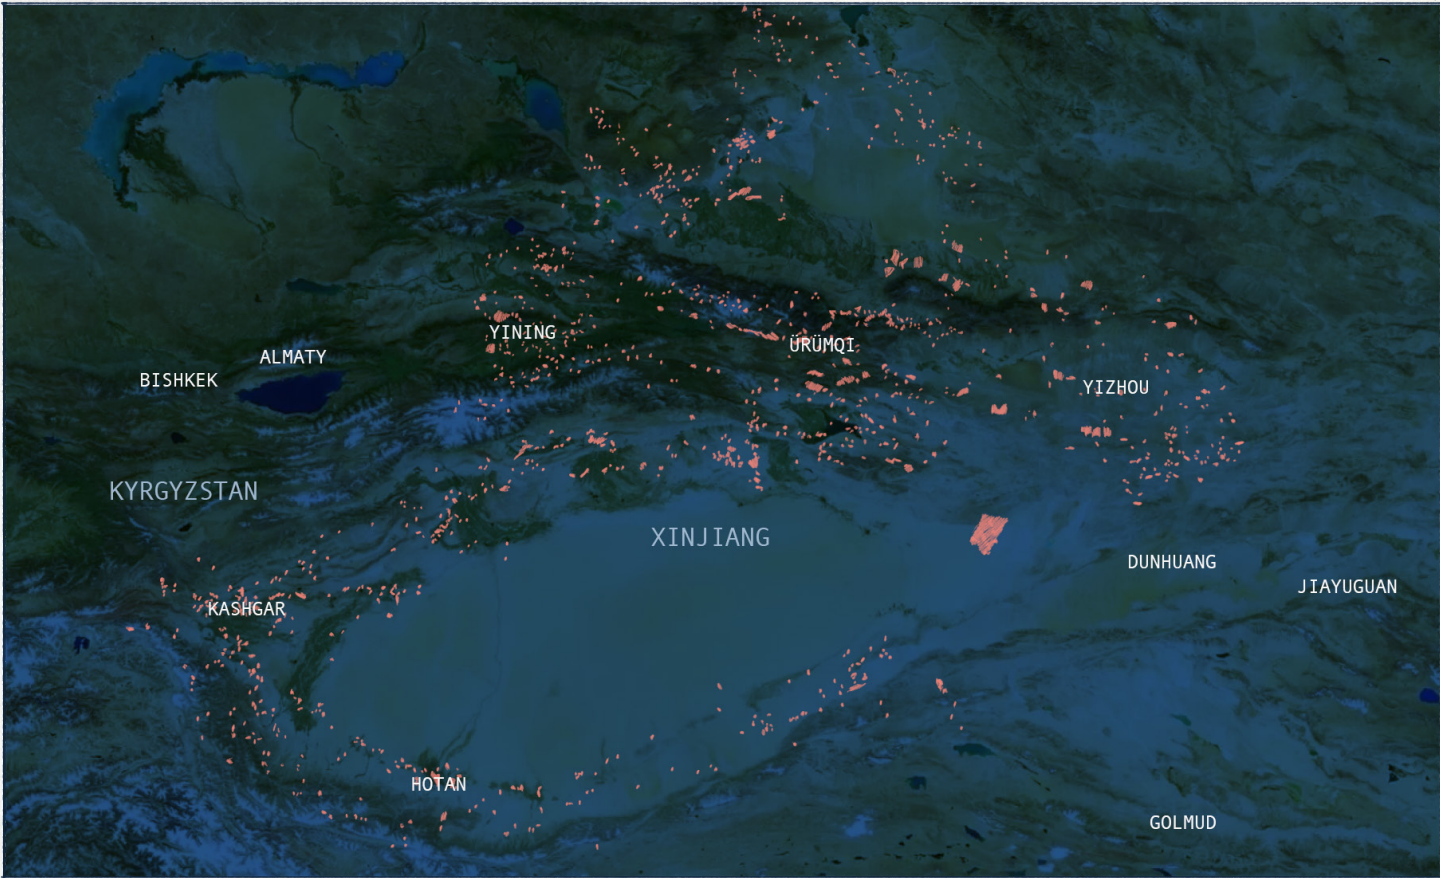 YINING
ÜRÜMQI
ALMATY
BISHKEK
YIZHOU
KYRGYZSTAN
XINJIANG
DUNHUANG
JIAYUGUAN
KASHGAR
HOTAN
GOLMUD